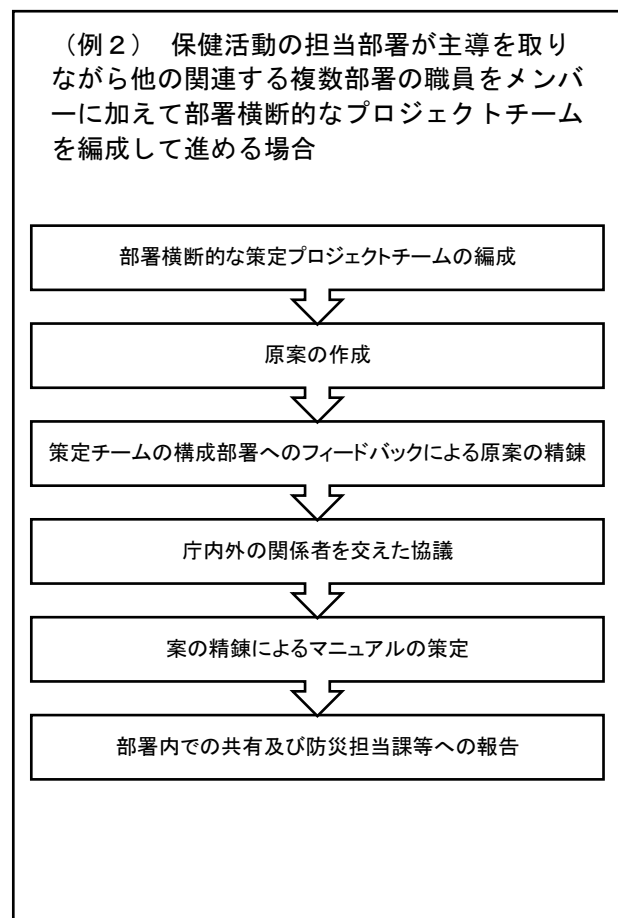 （例２） 保健活動の担当部署が主導を取り
ながら他の関連する複数部署の職員をメンバ
ーに加えて部署横断的なプロジェクトチーム
を編成して進める場合
部署横断的な策定プロジェクトチームの編成
原案の作成
策定チームの構成部署へのフィードバックによる原案の精錬
庁内外の関係者を交えた協議
案の精錬によるマニュアルの策定
部署内での共有及び防災担当課等への報告